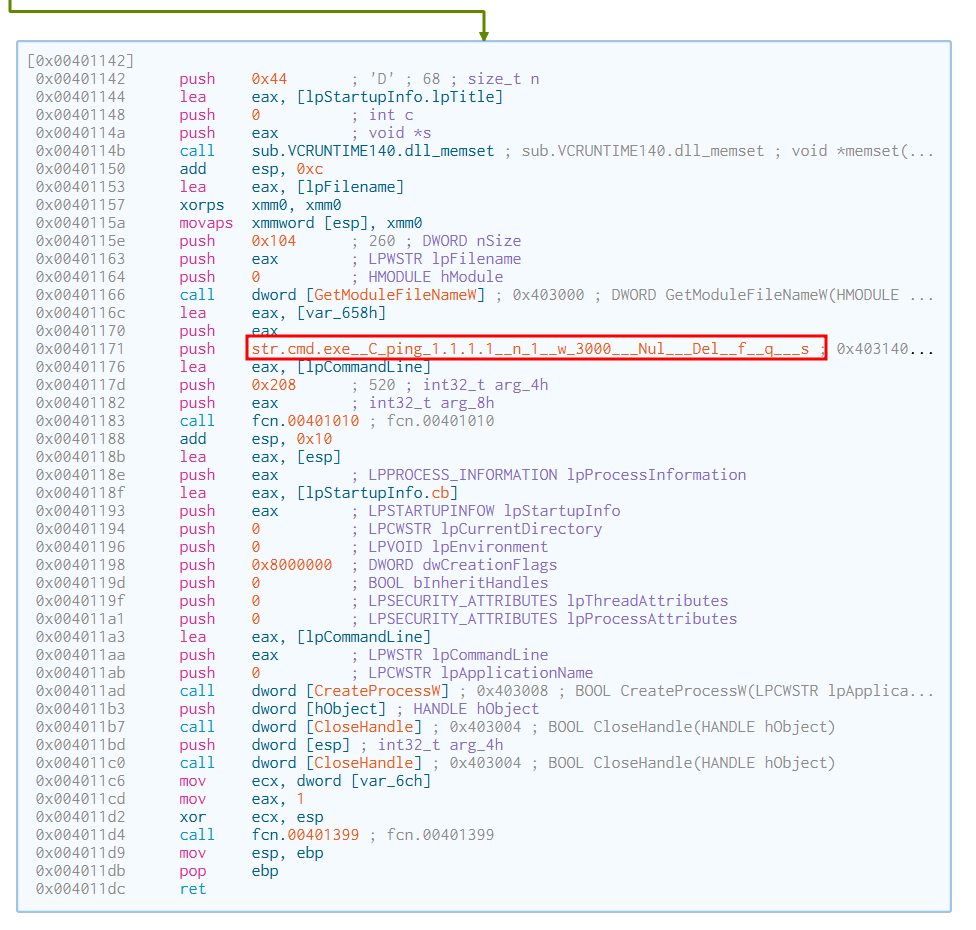 [0x00401142]
0x00401142 push 0x44 ; 'D' ; 68 ; size_t n
0x00401144 lea eax, [lpStartupInfo.lpTitle]
0x00401148 push 0 ; int c
0x0040114a push eax ; void *s
0x0040114b call sub.VCRUNTIME140.dll_memset ; sub.VCRUNTIME140.dll_memset ; void *memset(...
0x00401150 add esp, 0xc
0x00401153 lea eax, [lpFilename]
0x00401157 xorps xmm0, xmm0
0x0040115a movaps xmmword [esp], xmm0
0x0040115e push 0x104 ; 260 ; DWORD nSize
0x00401163 push eax ; LPWSTR lpFilename
0x00401164 push 0 ; HMODULE hModule
0x00401166 call dword [GetModuleFileNameW] ; 0x403000 ; DWORD GetModuleFileNameW(HMODULE ...
0x0040116c lea eax, [var_658h]
0x00401170 push eax
0x00401171 push str.cmd.exe__C_ping_1.1.1.1__n_1__w_3000___Nul___Del__f__q___s ; 0x403140...
0x00401176 lea eax, [lpCommandLine]
0x0040117d push 0x208 ; 520 ; int32_t arg_4h
0x00401182 push eax ; int32_t arg_8h
0x00401183 call fcn.00401010 ; fcn.00401010
0x00401188 add esp, 0x10
0x0040118b lea eax, [esp]
0x0040118e push eax ; LPPROCESS_INFORMATION lpProcessInformation
0x0040118f lea eax, [lpStartupInfo.cb]
0x00401193 push eax ; LPSTARTUPINFOW lpStartupInfo
0x00401194 push 0 ; LPCWSTR lpCurrentDirectory
0x00401196 push 0 ; LPVOID lpEnvironment
0x00401198 push 0x8000000 ; DWORD dwCreationFlags
0x0040119d push 0 ; BOOL bInheritHandles
0x0040119f push 0 ; LPSECURITY_ATTRIBUTES lpThreadAttributes
0x004011a1 push 0 ; LPSECURITY_ATTRIBUTES lpProcessAttributes
0x004011a3 lea eax, [lpCommandLine]
0x004011aa push eax ; LPWSTR lpCommandLine
0x004011ab push 0 ; LPCWSTR lpApplicationName
0x004011ad call dword [CreateProcessW] ; 0x403008 ; BOOL CreateProcessW(LPCWSTR lpApplica...
0x004011b3 push dword [hObject] ; HANDLE hObject
0x004011b7 call dword [CloseHandle] ; 0x403004 ; BOOL CloseHandle(HANDLE hObject)
0x004011bd push dword [esp] ; int32_t arg_4h
0x004011c0 call dword [CloseHandle] ; 0x403004 ; BOOL CloseHandle(HANDLE hObject)
0x004011c6 mov ecx, dword [var_6ch]
0x004011cd mov eax, 1
0x004011d2 xor ecx, esp
0x004011d4 call fcn.00401399 ; fcn.00401399
0x004011d9 mov esp, ebp
0x004011db pop ebp
0x004011dc ret